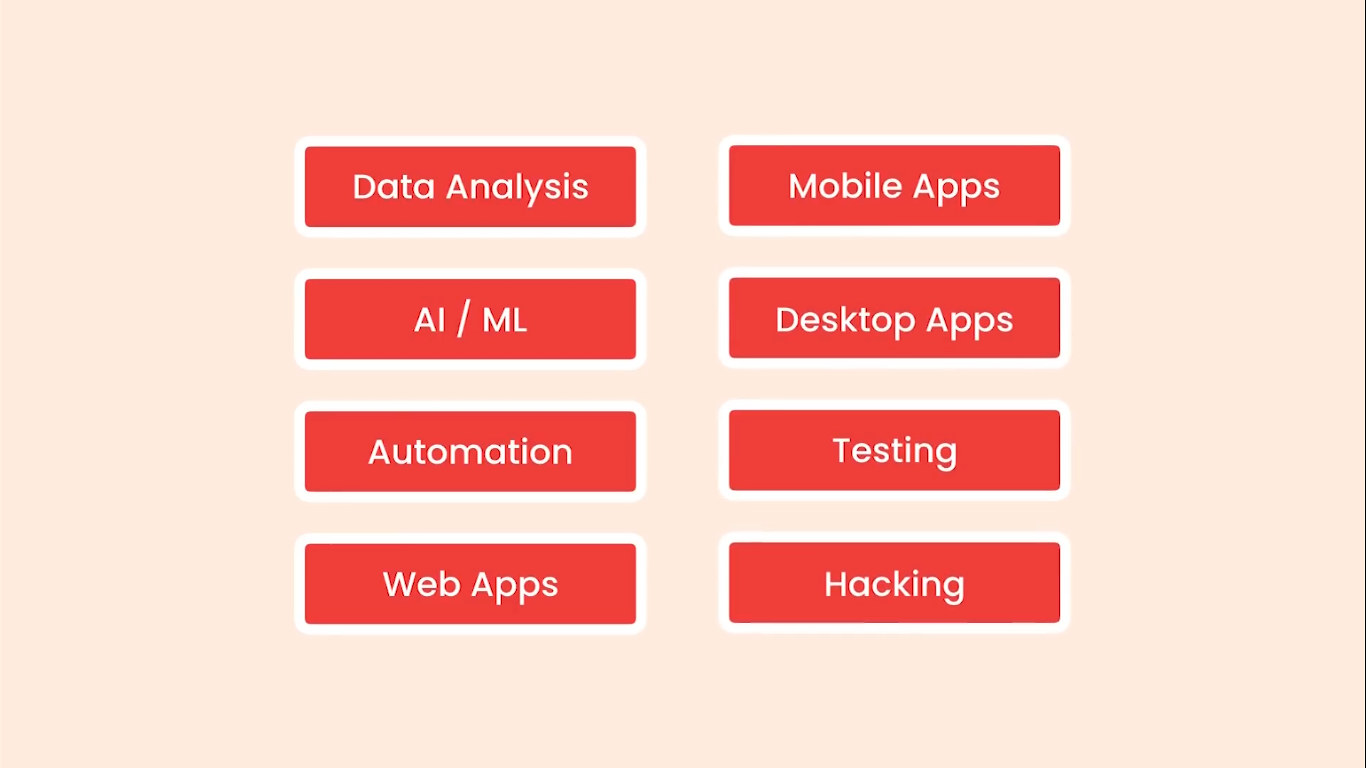 Data Analysis
Mobile Apps
AI / ML
Desktop Apps
Automation
Testing
Web Apps
Hacking